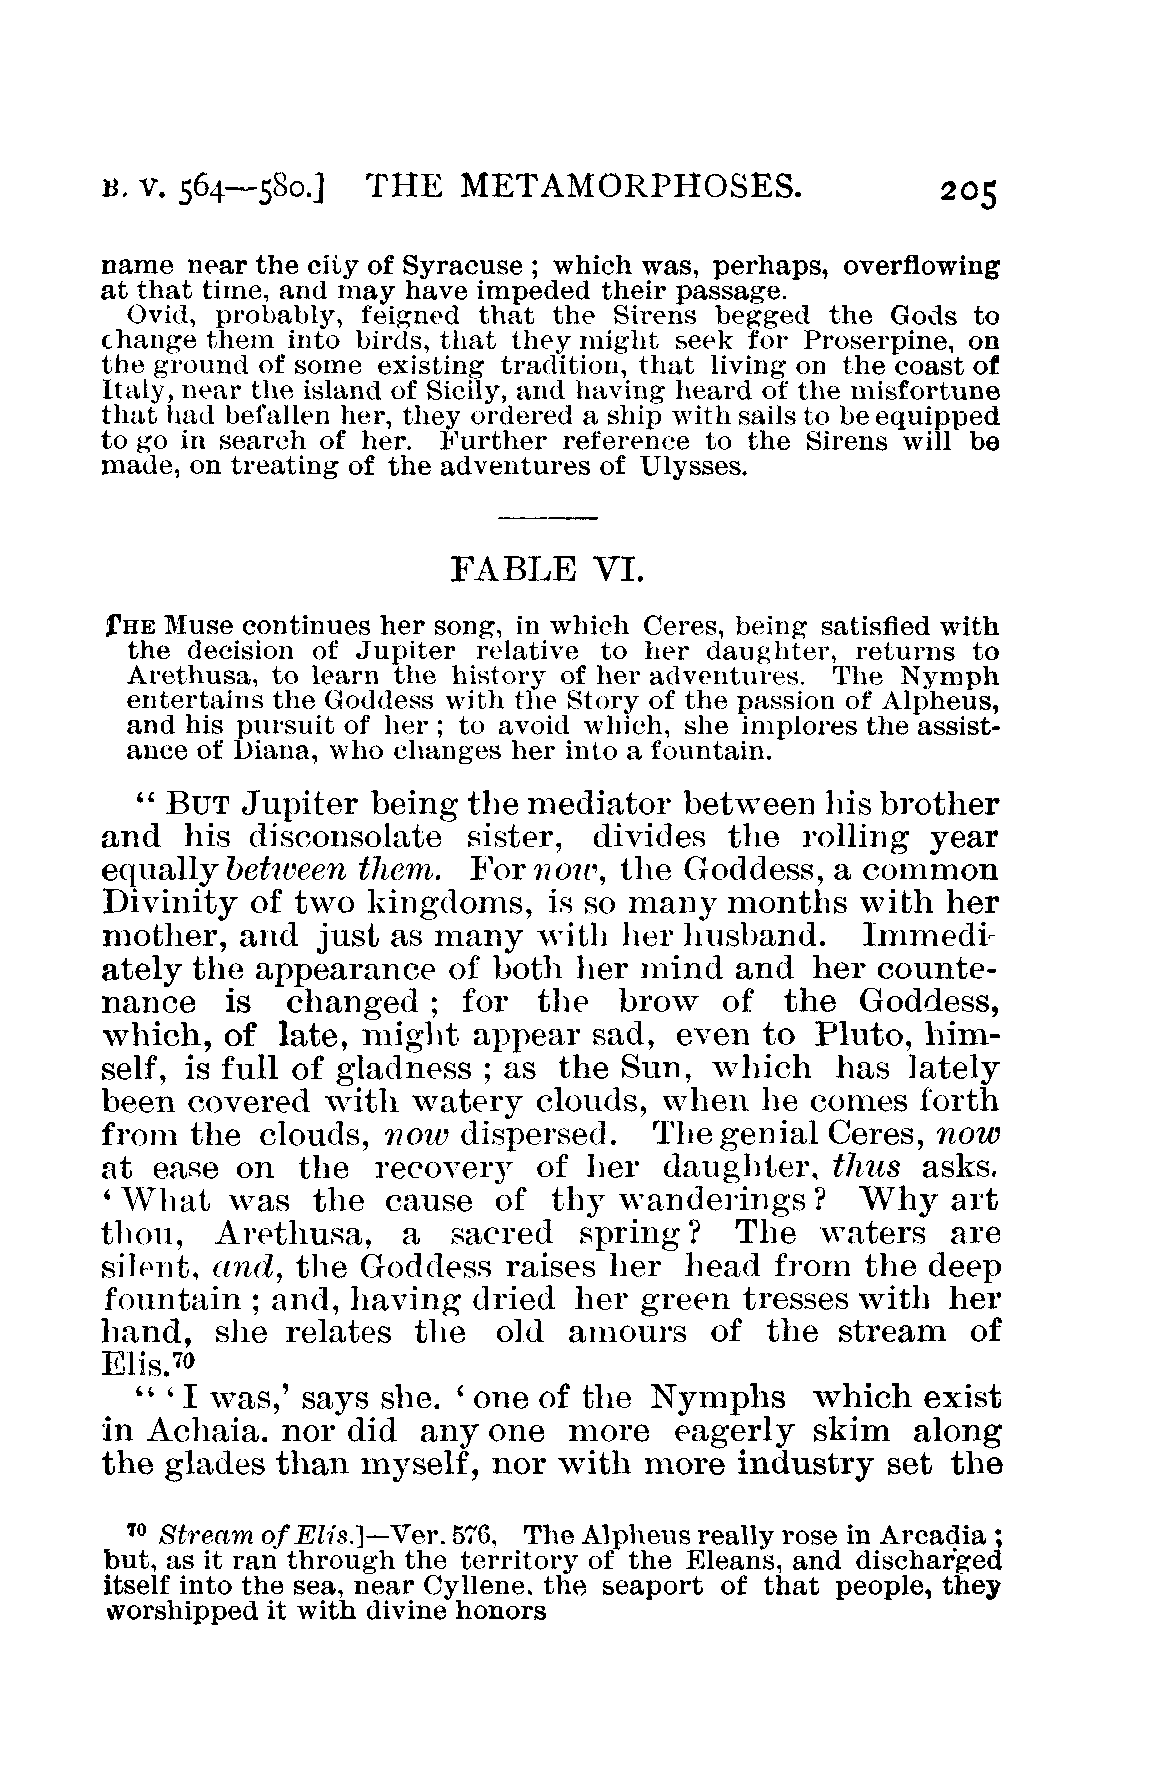 B. V. 564—580.] THE METAMORPHOSES. 205
name near the city of Syracuse ; which was, perhaps, overflowing
at that time, and may have impeded their passage.
Ovid, probably, feigned that the Sirens begged the Gods to
change them into birds, that they might seek for Proserpine, on
the ground of some existing tradition, that living on the coast of
Italy, near the island of Sicily, and having heard of the misfortune
that had befallen her, they ordered a ship with sails to be equipped
to go in search of her. Further reference to the Sirens will be
made, on treating of the adventures of Ulysses.
FABLE VI.
THE Muse continues her song, in which Ceres, being satisfied with
the decision of Jupiter relative to her daughter, returns to
Arethusa, to learn the history of her adventures. The Nymph
entertains the Goddess with the Story of the passion of Alpheus,
and his pursuit of her ; to avoid which, she implores the assist-
ance of Diana, who changes her into a fountain.
“ BUT Jupiter being the mediator between his brother
and his disconsolate sister, divides the rolling year
equally between them. For now, the Goddess, a common
Divinity of two kingdoms, is so many months with her
mother, and just as many with her husband. Immedi-
ately the appearance of both her mind and her counte-
nance is changed ; for the brow of the Goddess,
which, of late, might appear sad, even to Pluto, him-
self, is full of gladness ; as the Sun, which has lately
been covered with watery clouds, when he comes forth
from the clouds, now dispersed. The genial Ceres, now
at ease on the recovery of her daughter, thus asks.
‘ What was the cause of thy wanderings ? Why art
thou, Arethusa, a sacred spring ? The waters are
silent, and, the Goddess raises her head from the deep
fountain ; and, having dried her green tresses with her
hand, she relates the old amours of the stream of
Elis.⁷⁰
“ ‘ I was,’ says she. ‘ one of the Nymphs which exist
in Achaia. nor did any one more eagerly skim along
the glades than myself, nor with more industry set the
⁷⁰ Stream of Elis.]—Ver. 576, The Alpheus really rose in Arcadia ;
but, as it ran through the territory of the Eleans, and discharged
itself into the sea, near Cyllene. the seaport of that people, they
worshipped it with divine honors